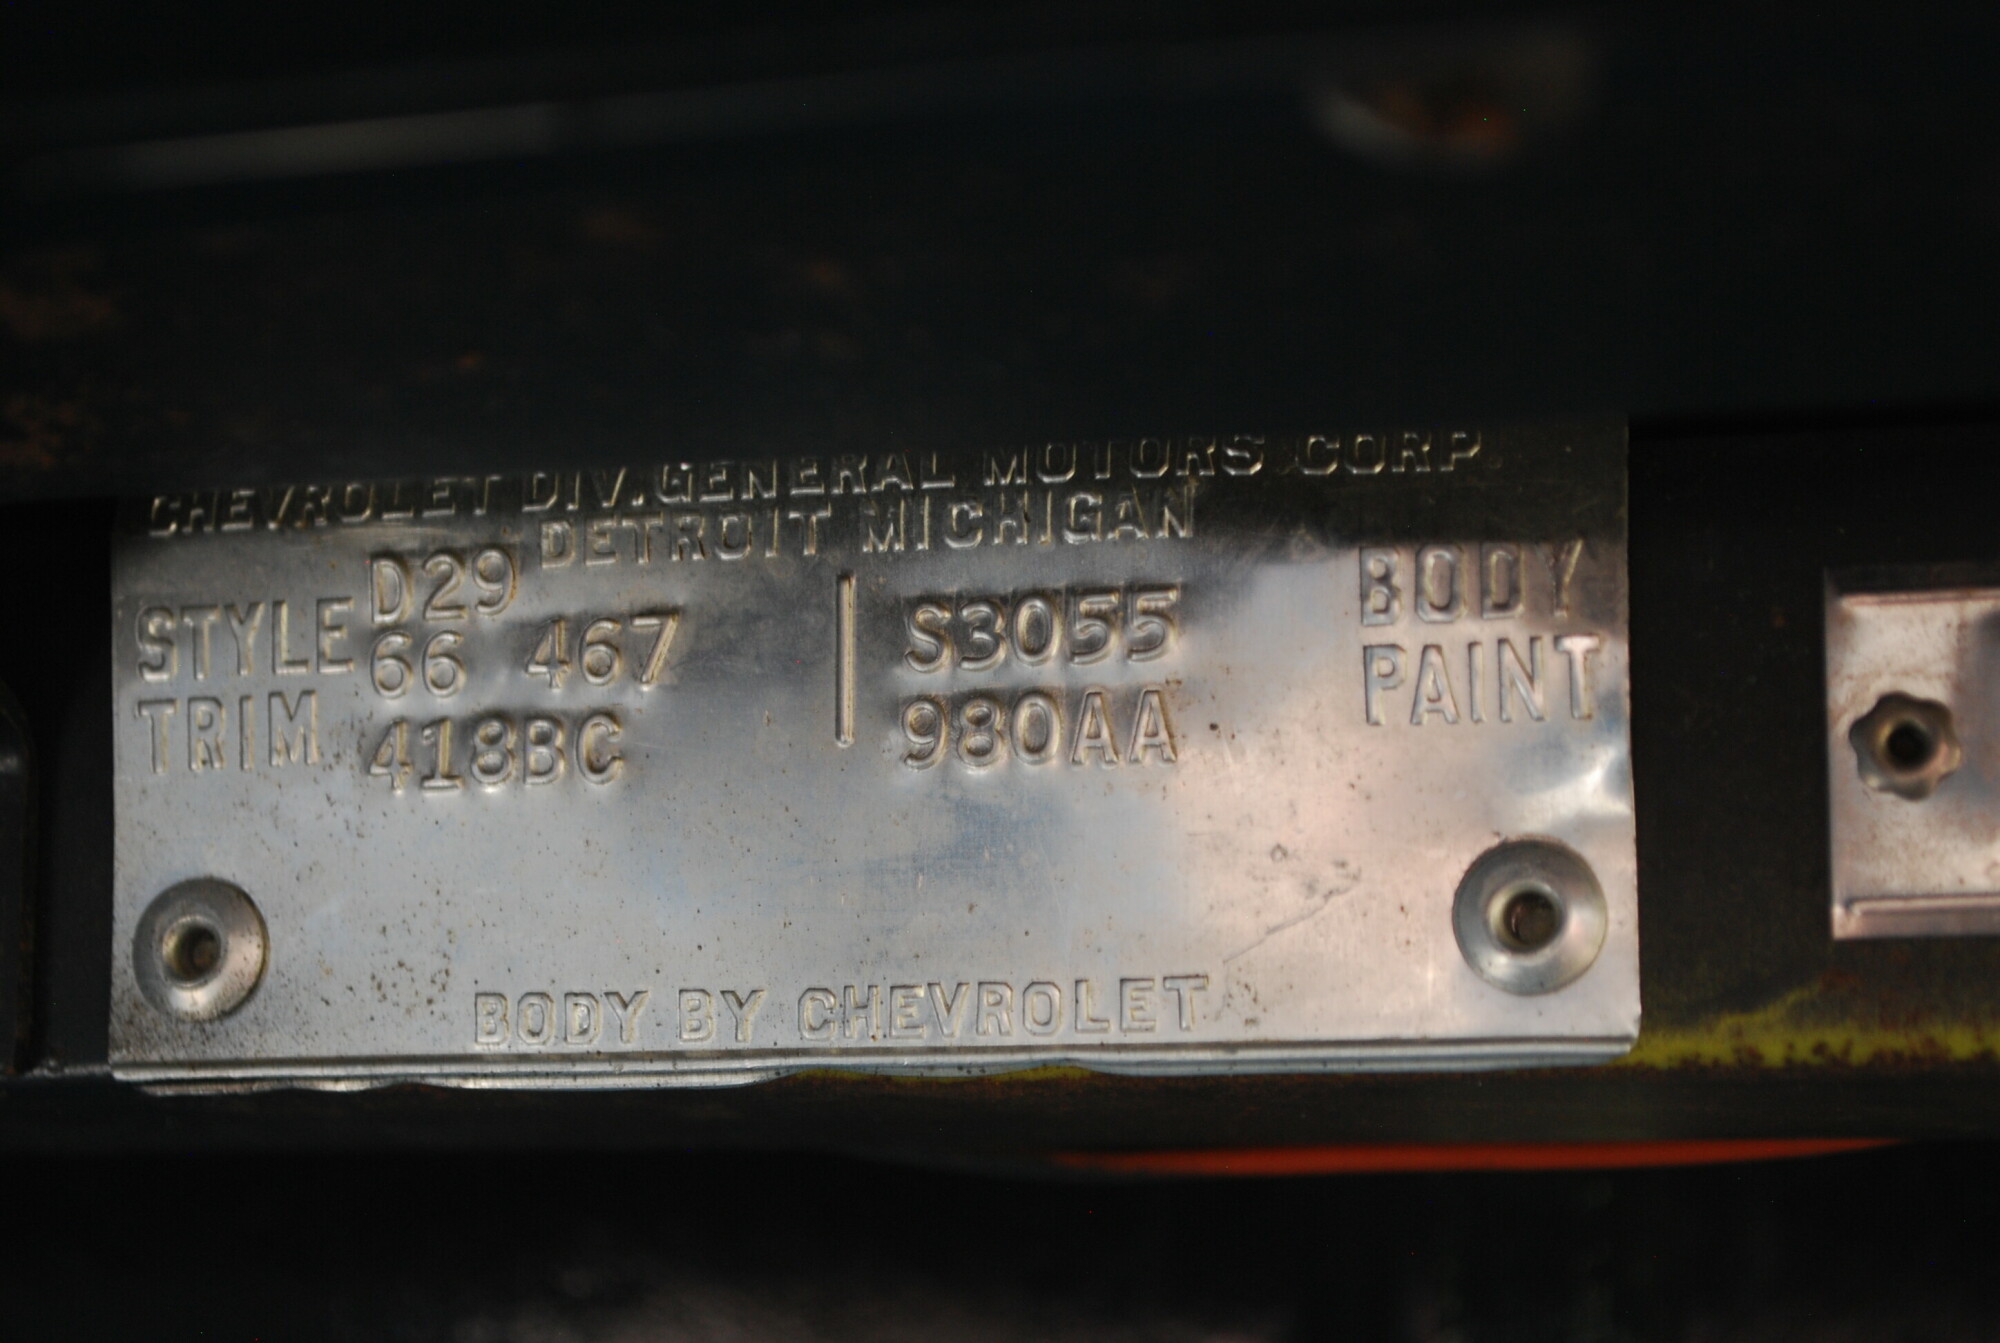 CHEVROLET DIV. GENERAL MOTORS CORP.
DETROIT MICHIGAN
D29
STYLE 66 467 S3055 BODY
TRIM 418BC 980AA PAINT
BODY BY CHEVROLET